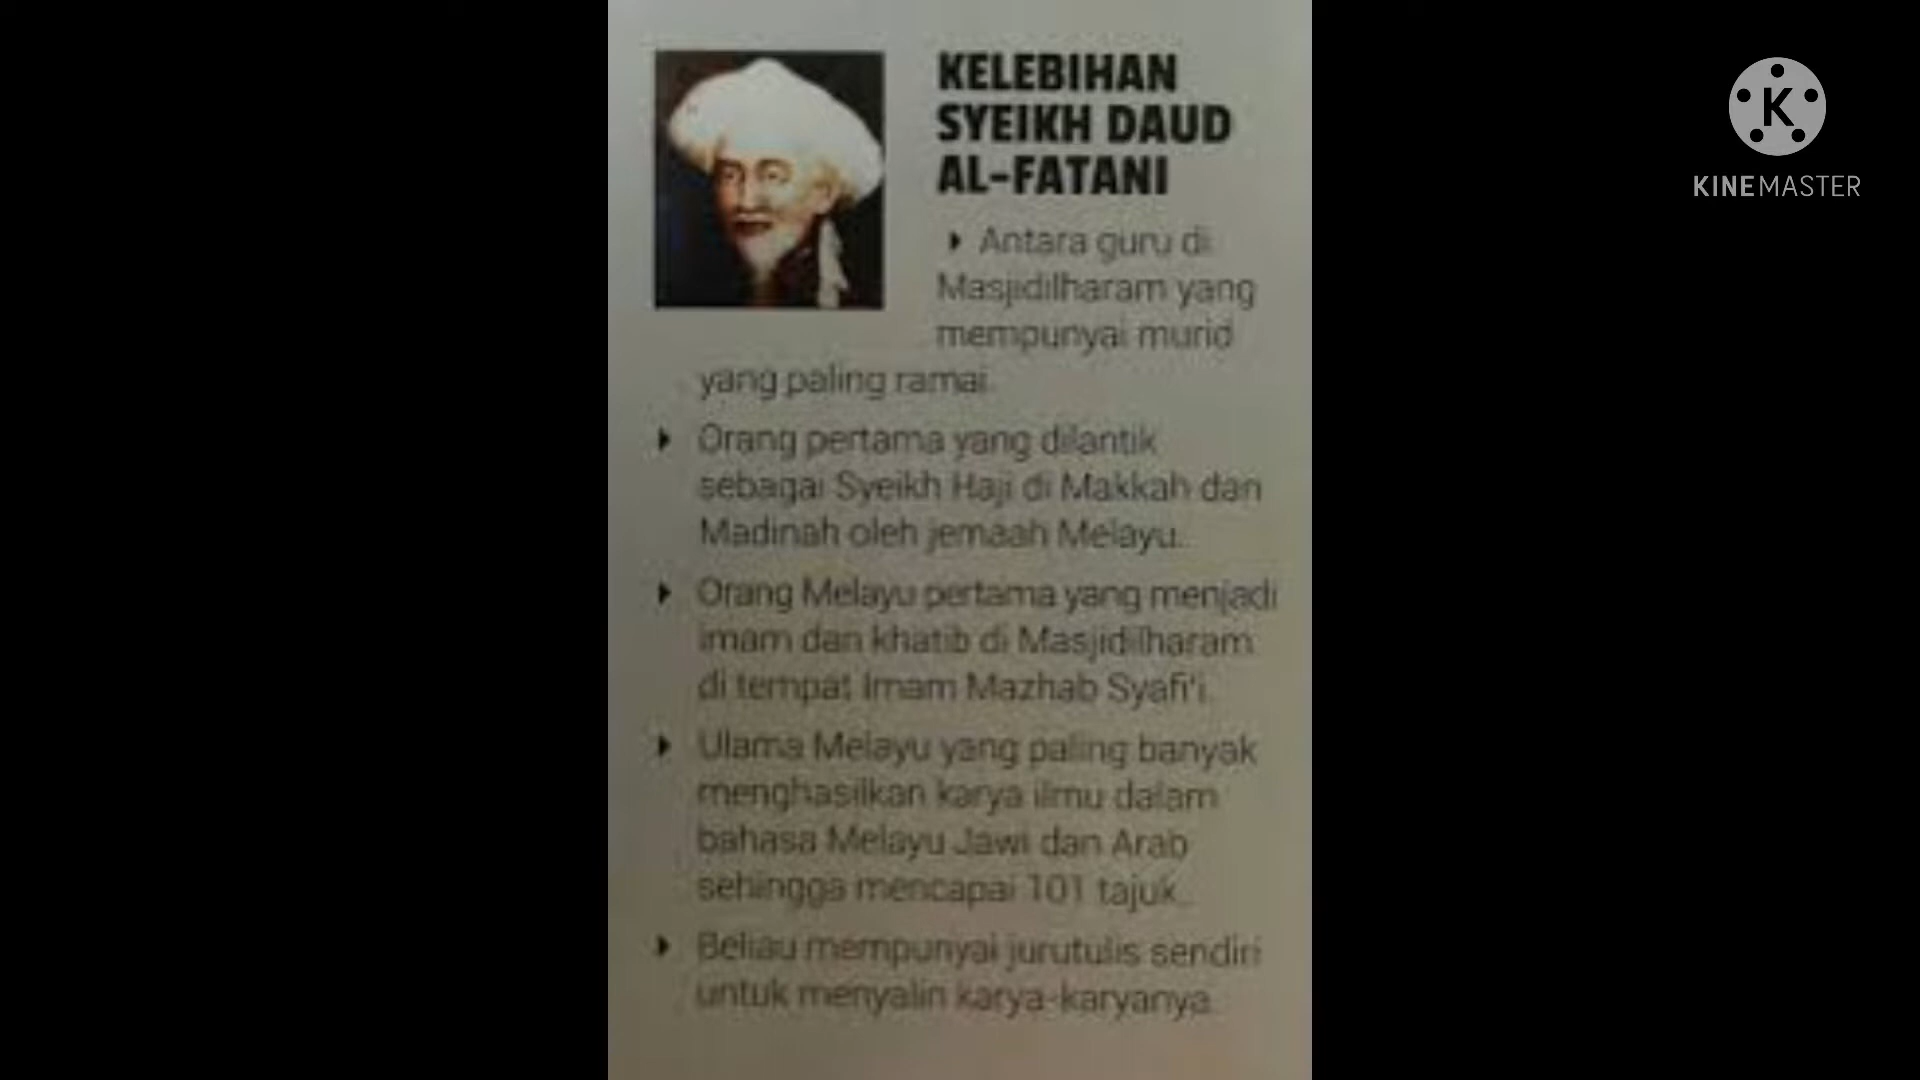 KELEBIHAN
SYEIKH DAUD
AL-FATANI
Antara guru di
Masjidilharam yang
mempunyai murid
yang paling ramai.
Orang pertama yang dilantik
sebagai Syeikh Haji di Makkah dan
Madinah oleh jemaah Melayu.
Orang Melayu pertama yang menjadi
imam dan khatib di Masjidilharam
di tempat Imam Mazhab Syafi'i.
Ulama Melayu yang paling banyak
menghasilkan karya ilmu dalam
bahasa Melayu Jawi dan Arab
sehingga mencapai 101 tajuk.
Beliau mempunyai jurutulis sendiri
untuk menyalin karya-karyanya.
K
KINEMASTER